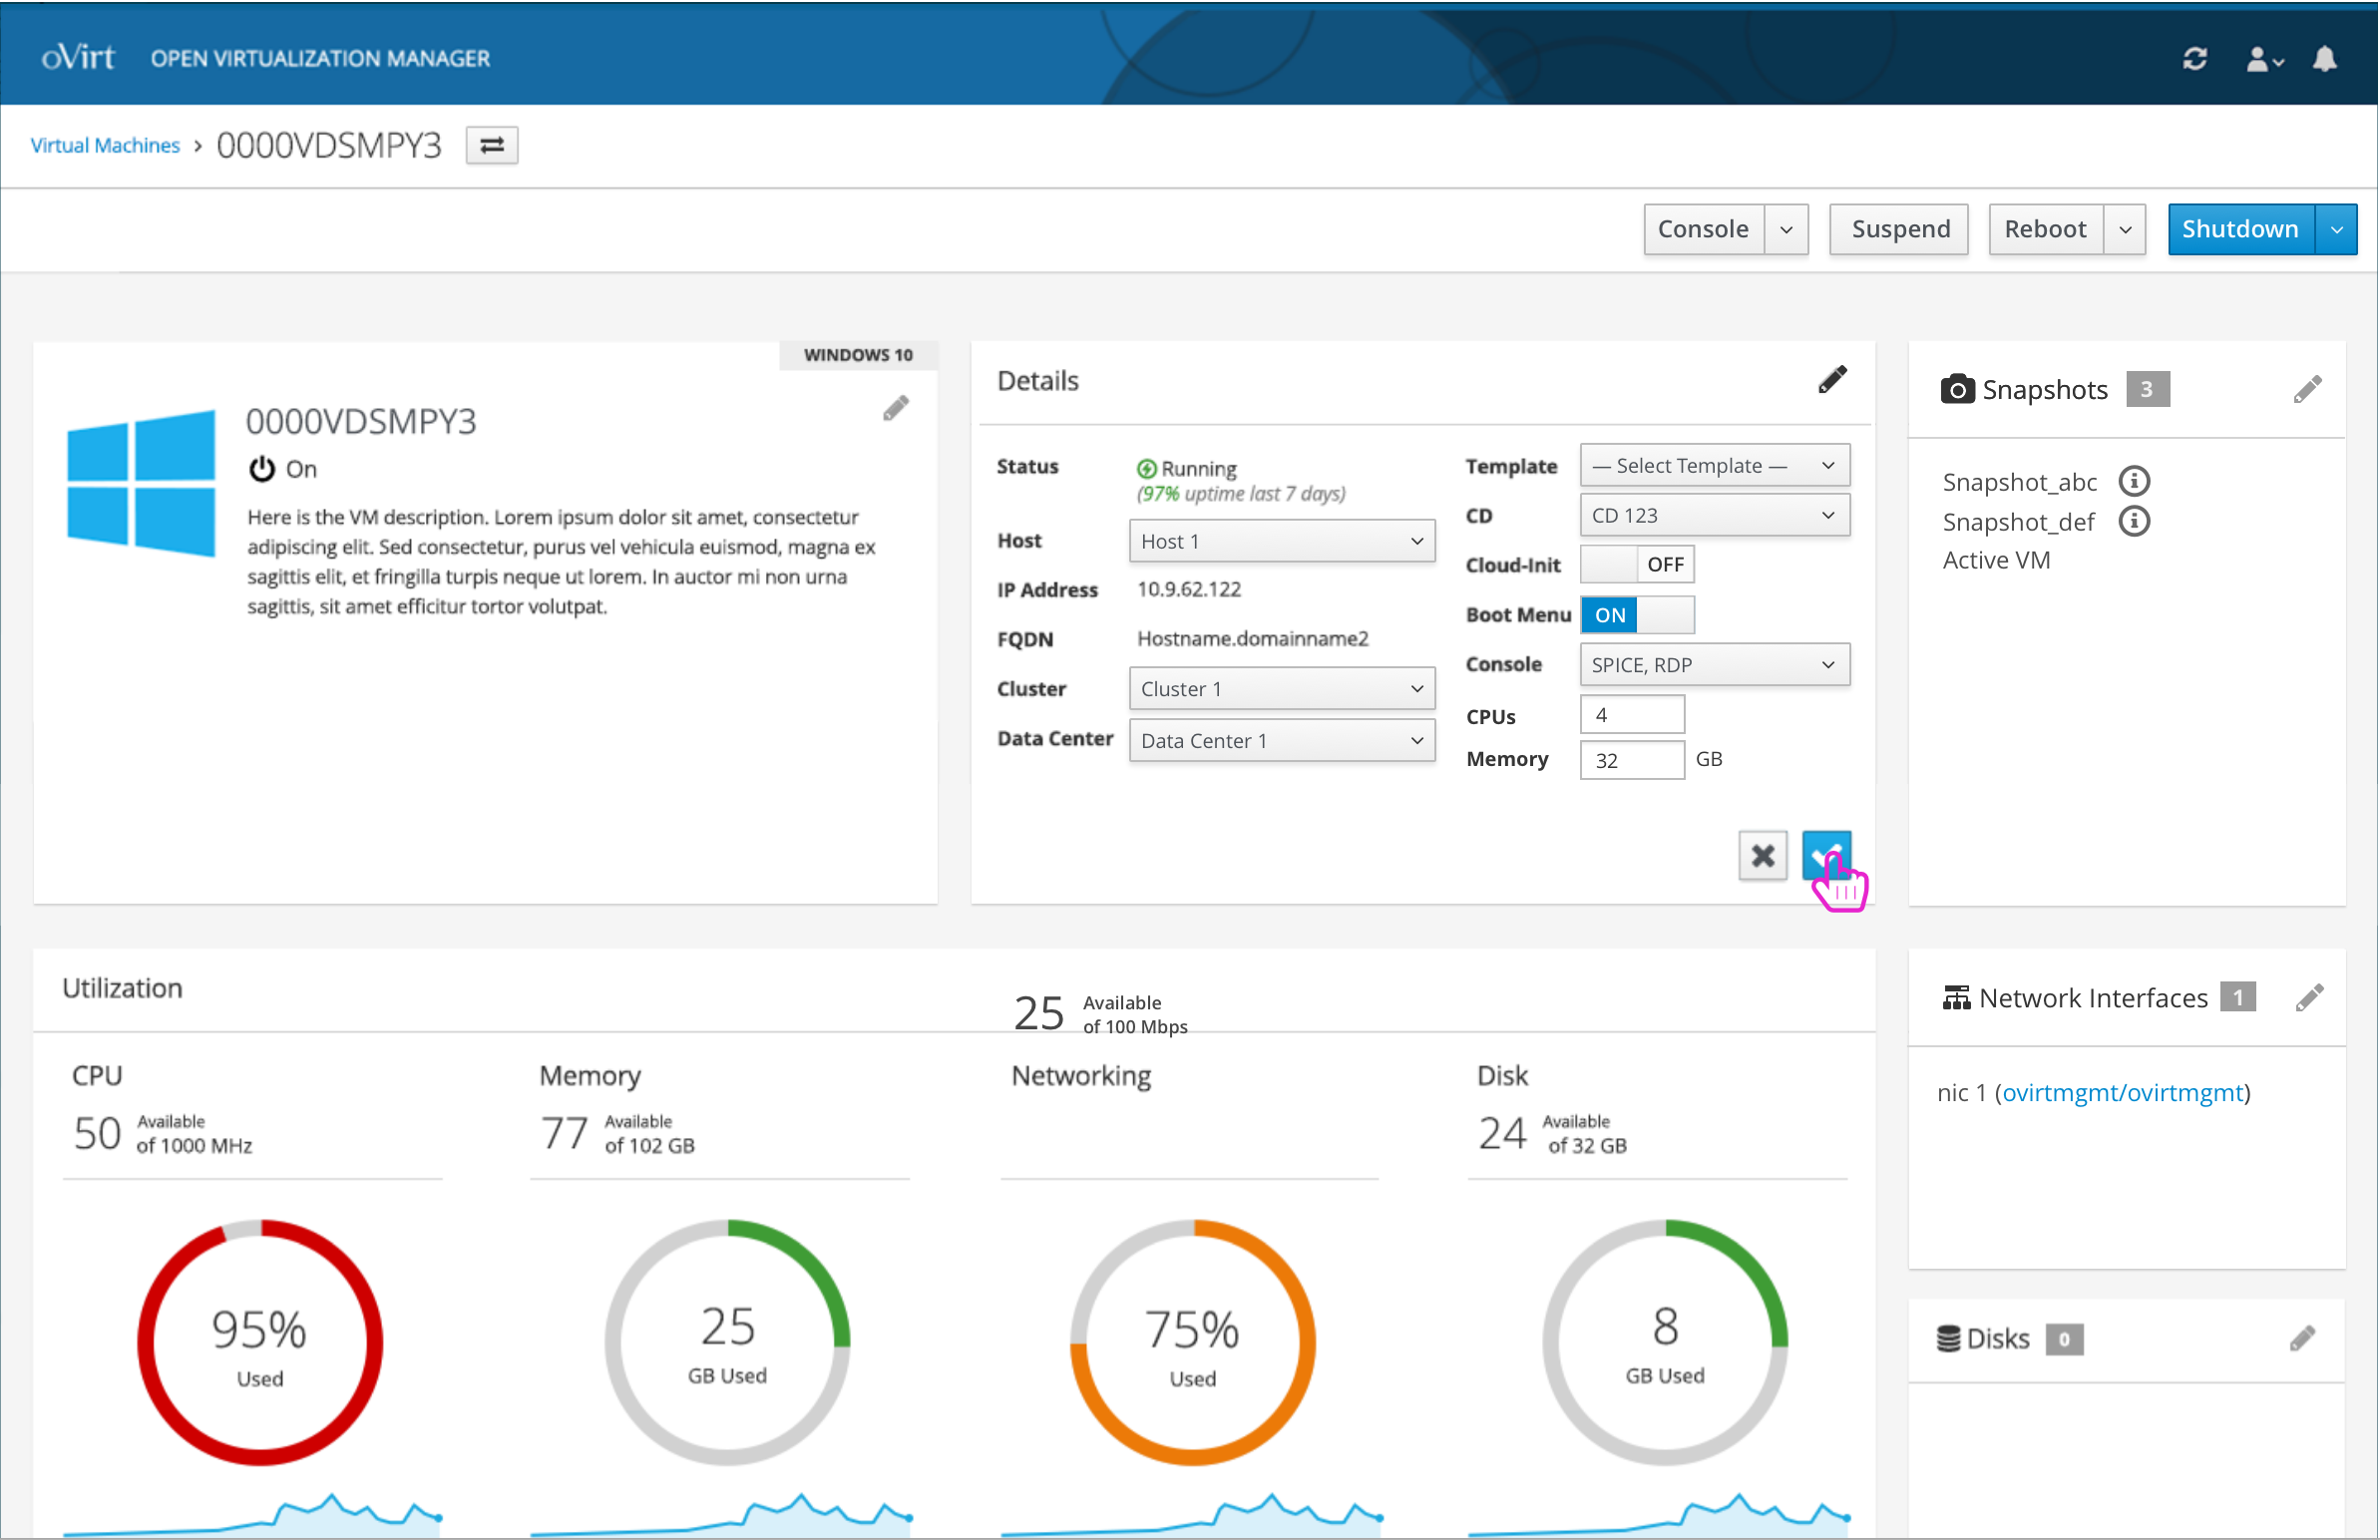 oVirt OPEN VIRTUALIZATION MANAGER
Virtual Machines › 0000VDSMPY3
Console Suspend Reboot Shutdown
WINDOWS 10
0000VDSMPY3
On
Here is the VM description. Lorem ipsum dolor sit amet, consectetur
adipiscing elit. Sed consectetur, purus vel vehicula euismod, magna ex
sagittis elit, et fringilla turpis neque ut lorem. In auctor mi non urna
sagittis, sit amet efficitur tortor volutpat.
Details
Status Running
(97% uptime last 7 days)
Host Host 1
IP Address 10.9.62.122
FQDN Hostname.domainname2
Cluster Cluster 1
Data Center Data Center 1
Template — Select Template —
CD CD 123
Cloud-Init OFF
Boot Menu ON
Console SPICE, RDP
CPUs 4
Memory 32 GB
Snapshots 3
Snapshot_abc
Snapshot_def
Active VM
Utilization
25 Available
of 100 Mbps
CPU
50 Available
of 1000 MHz
95%
Used
Memory
77 Available
of 102 GB
25
GB Used
Networking
75%
Used
Disk
24 Available
of 32 GB
8
GB Used
Network Interfaces 1
nic 1 (ovirtmgmt/ovirtmgmt)
Disks 0